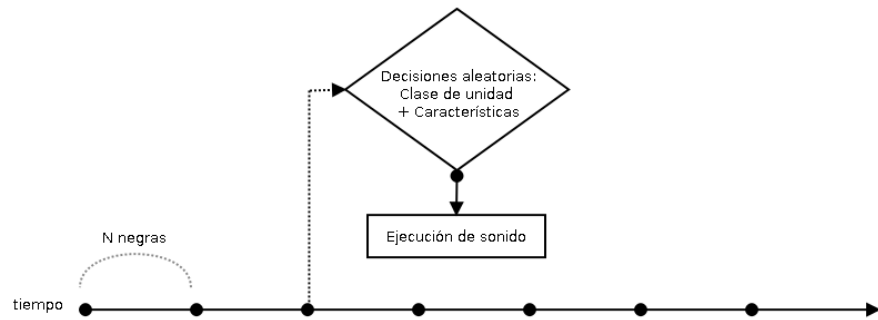 Decisiones aleatorias:
Clase de unidad
+ Características
Ejecución de sonido
N negras
tiempo